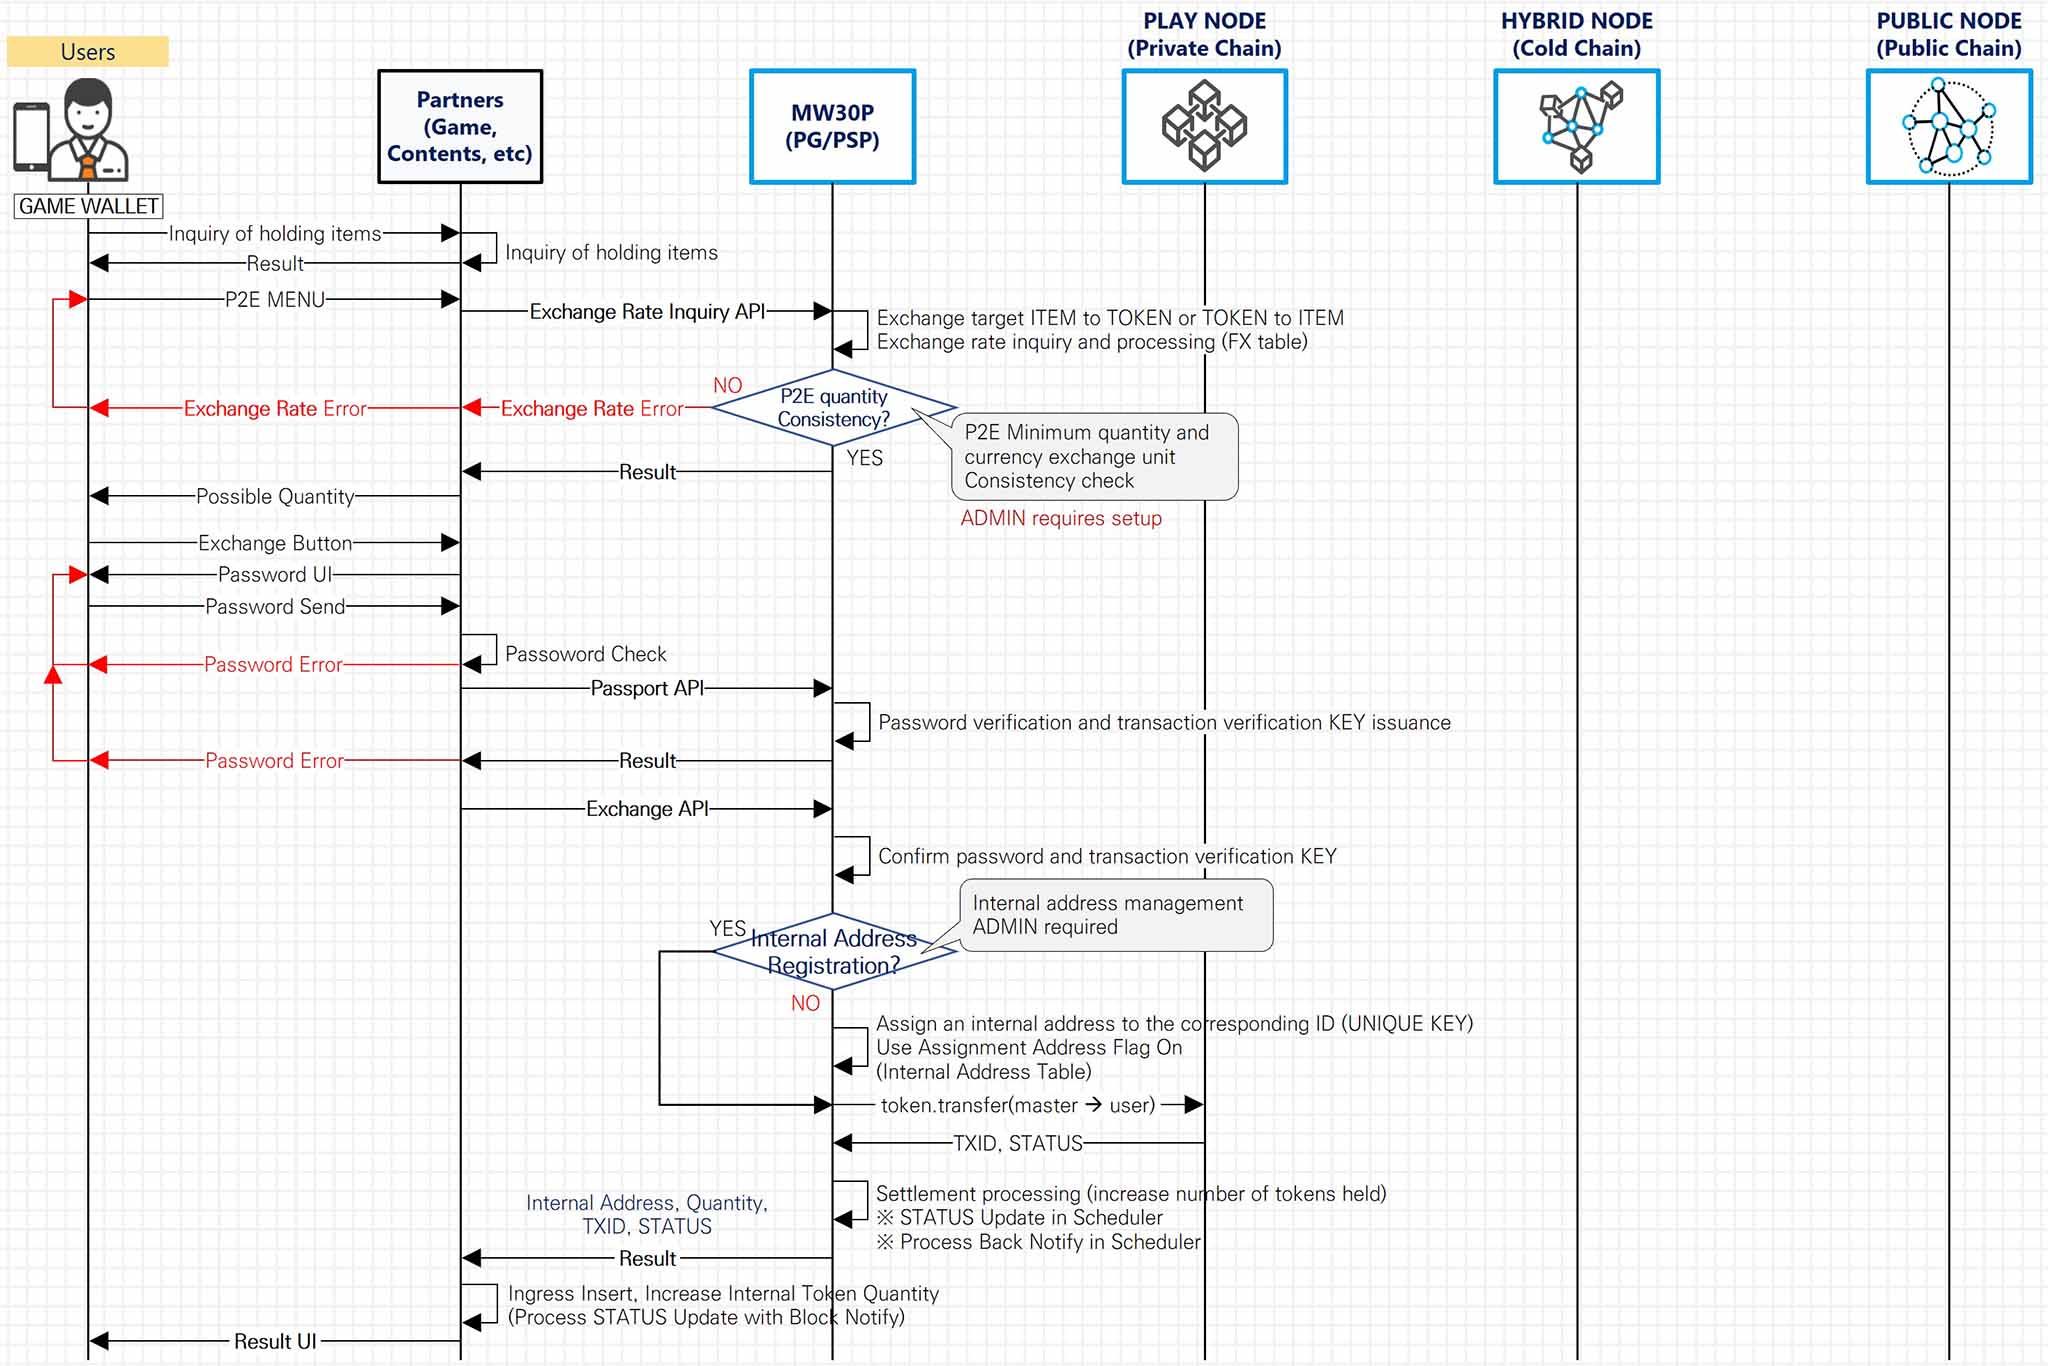 PLAY NODE
(Private Chain)
HYBRID NODE
(Cold Chain)
PUBLIC NODE
(Public Chain)
Users
Partners
(Game,
Contents, etc)
MW30P
(PG/PSP)
GAME WALLET
Inquiry of holding items
Inquiry of holding items
Result
P2E MENU
Exchange Rate Inquiry API
Exchange target ITEM to TOKEN or TOKEN to ITEM
Exchange rate inquiry and processing (FX table)
NO
P2E quantity
Consistency?
Exchange Rate Error
Exchange Rate Error
P2E Minimum quantity and
currency exchange unit
Consistency check
YES
Result
Possible Quantity
ADMIN requires setup
Exchange Button
Password UI
Password Send
Passoword Check
Password Error
Passport API
Password verification and transaction verification KEY issuance
Password Error
Result
Exchange API
Confirm password and transaction verification KEY
Internal address management
ADMIN required
YES
Internal Address
Registration?
NO
Assign an internal address to the corresponding ID (UNIQUE KEY)
Use Assignment Address Flag On
(Internal Address Table)
token.transfer(master → user)
TXID, STATUS
Settlement processing (increase number of tokens held)
※ STATUS Update in Scheduler
※ Process Back Notify in Scheduler
Internal Address, Quantity,
TXID, STATUS
Result
Ingress Insert, Increase Internal Token Quantity
(Process STATUS Update with Block Notify)
Result UI